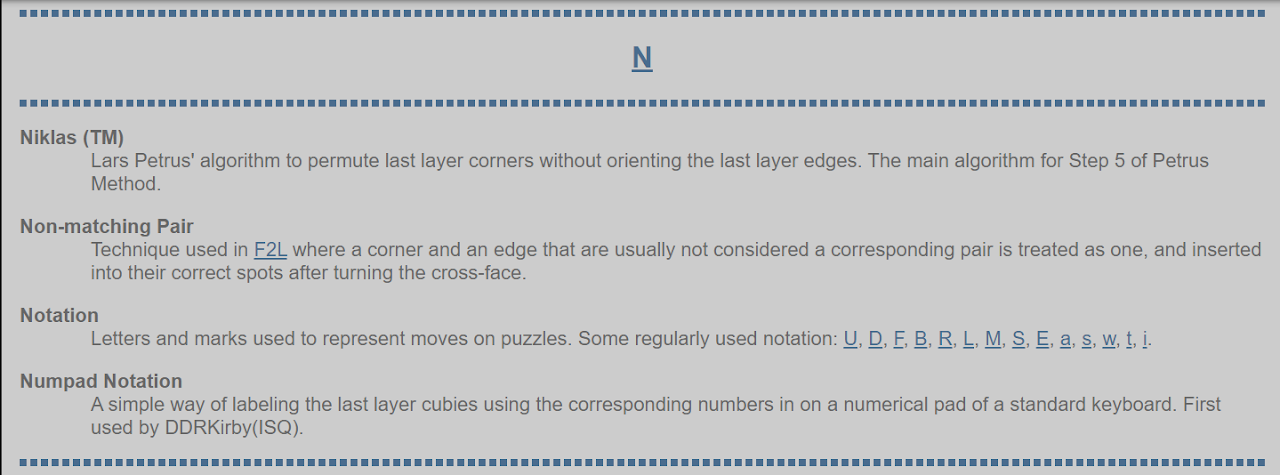 N
Niklas (TM)
Lars Petrus' algorithm to permute last layer corners without orienting the last layer edges. The main algorithm for Step 5 of Petrus
Method.
Non-matching Pair
Technique used in F2L where a corner and an edge that are usually not considered a corresponding pair is treated as one, and inserted
into their correct spots after turning the cross-face.
Notation
Letters and marks used to represent moves on puzzles. Some regularly used notation: U, D, F, B, R, L, M, S, E, a, s, w, t, i.
Numpad Notation
A simple way of labeling the last layer cubies using the corresponding numbers in on a numerical pad of a standard keyboard. First
used by DDRKirby(ISQ).